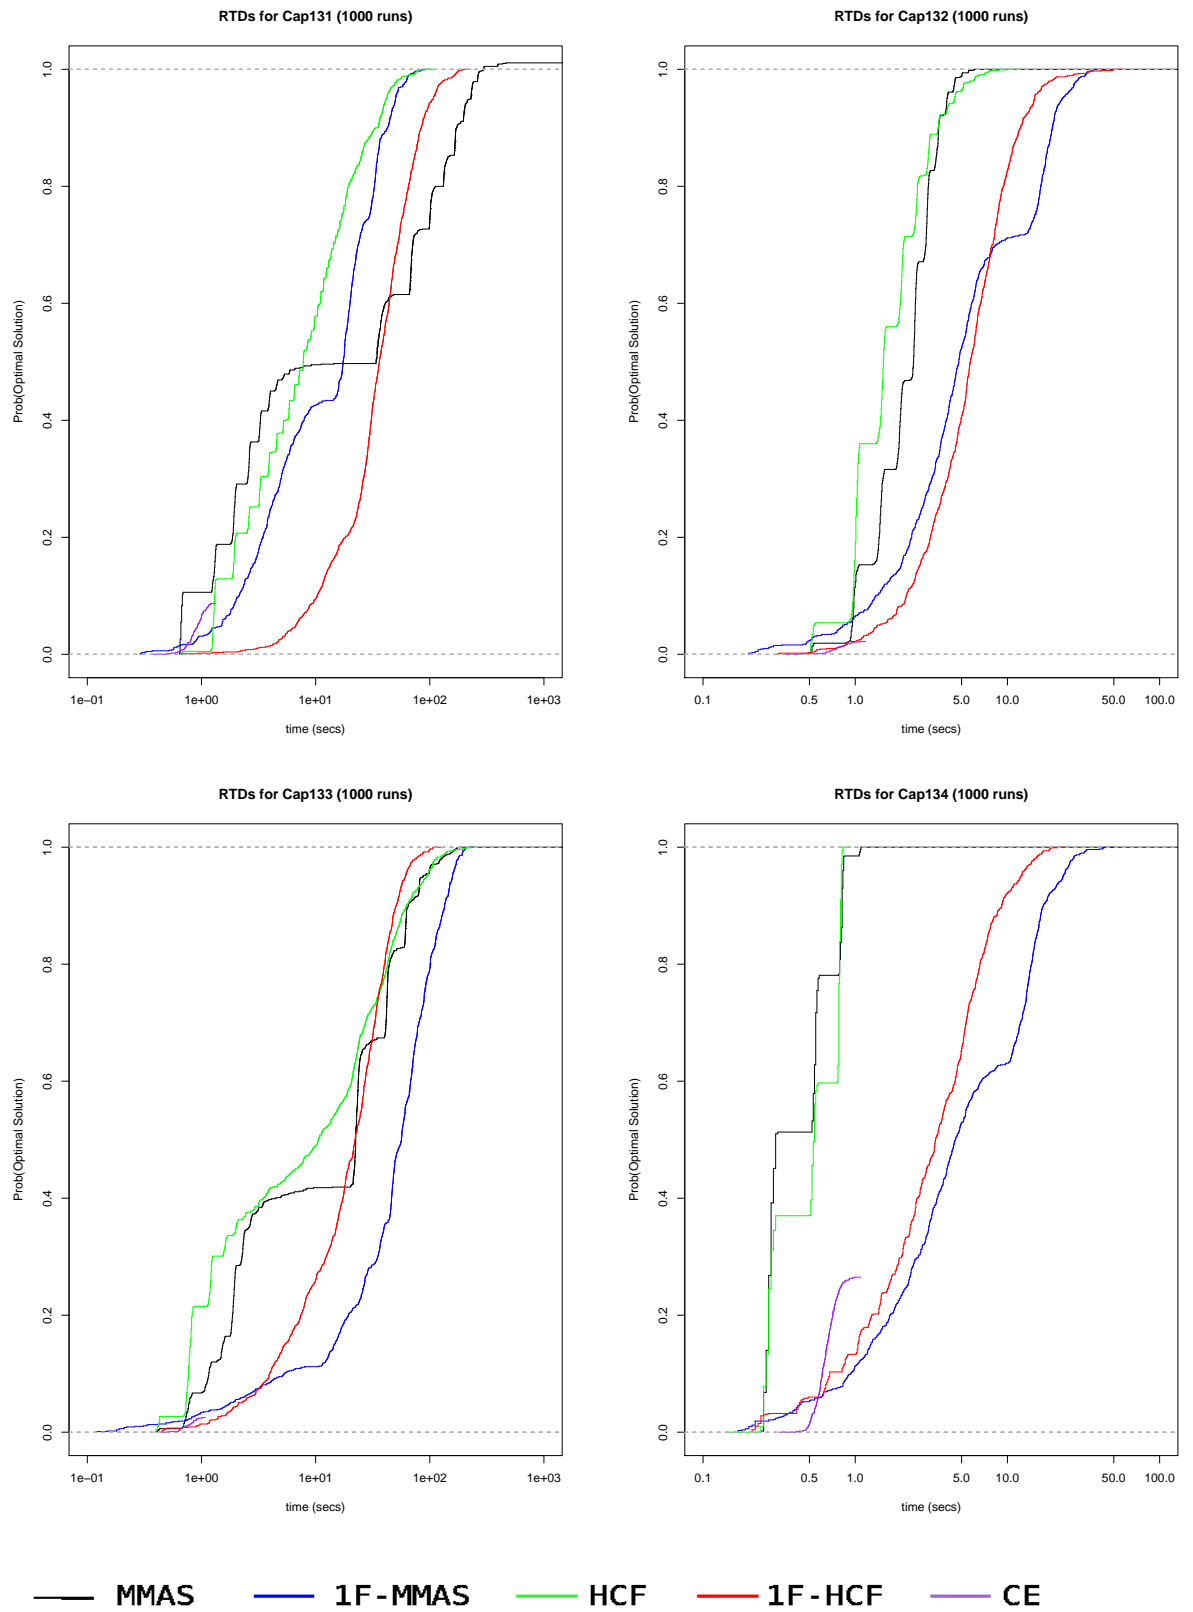 RTDs for Cap131 (1000 runs)
Prob(Optimal Solution)
0.0 0.2 0.4 0.6 0.8 1.0
1e−01 1e+00 1e+01 1e+02 1e+03
time (secs)
RTDs for Cap132 (1000 runs)
Prob(Optimal Solution)
0.0 0.2 0.4 0.6 0.8 1.0
0.1 0.5 1.0 5.0 10.0 50.0 100.0
time (secs)
RTDs for Cap133 (1000 runs)
Prob(Optimal Solution)
0.0 0.2 0.4 0.6 0.8 1.0
1e−01 1e+00 1e+01 1e+02 1e+03
time (secs)
RTDs for Cap134 (1000 runs)
Prob(Optimal Solution)
0.0 0.2 0.4 0.6 0.8 1.0
0.1 0.5 1.0 5.0 10.0 50.0 100.0
time (secs)
MMAS 1F-MMAS HCF 1F-HCF CE